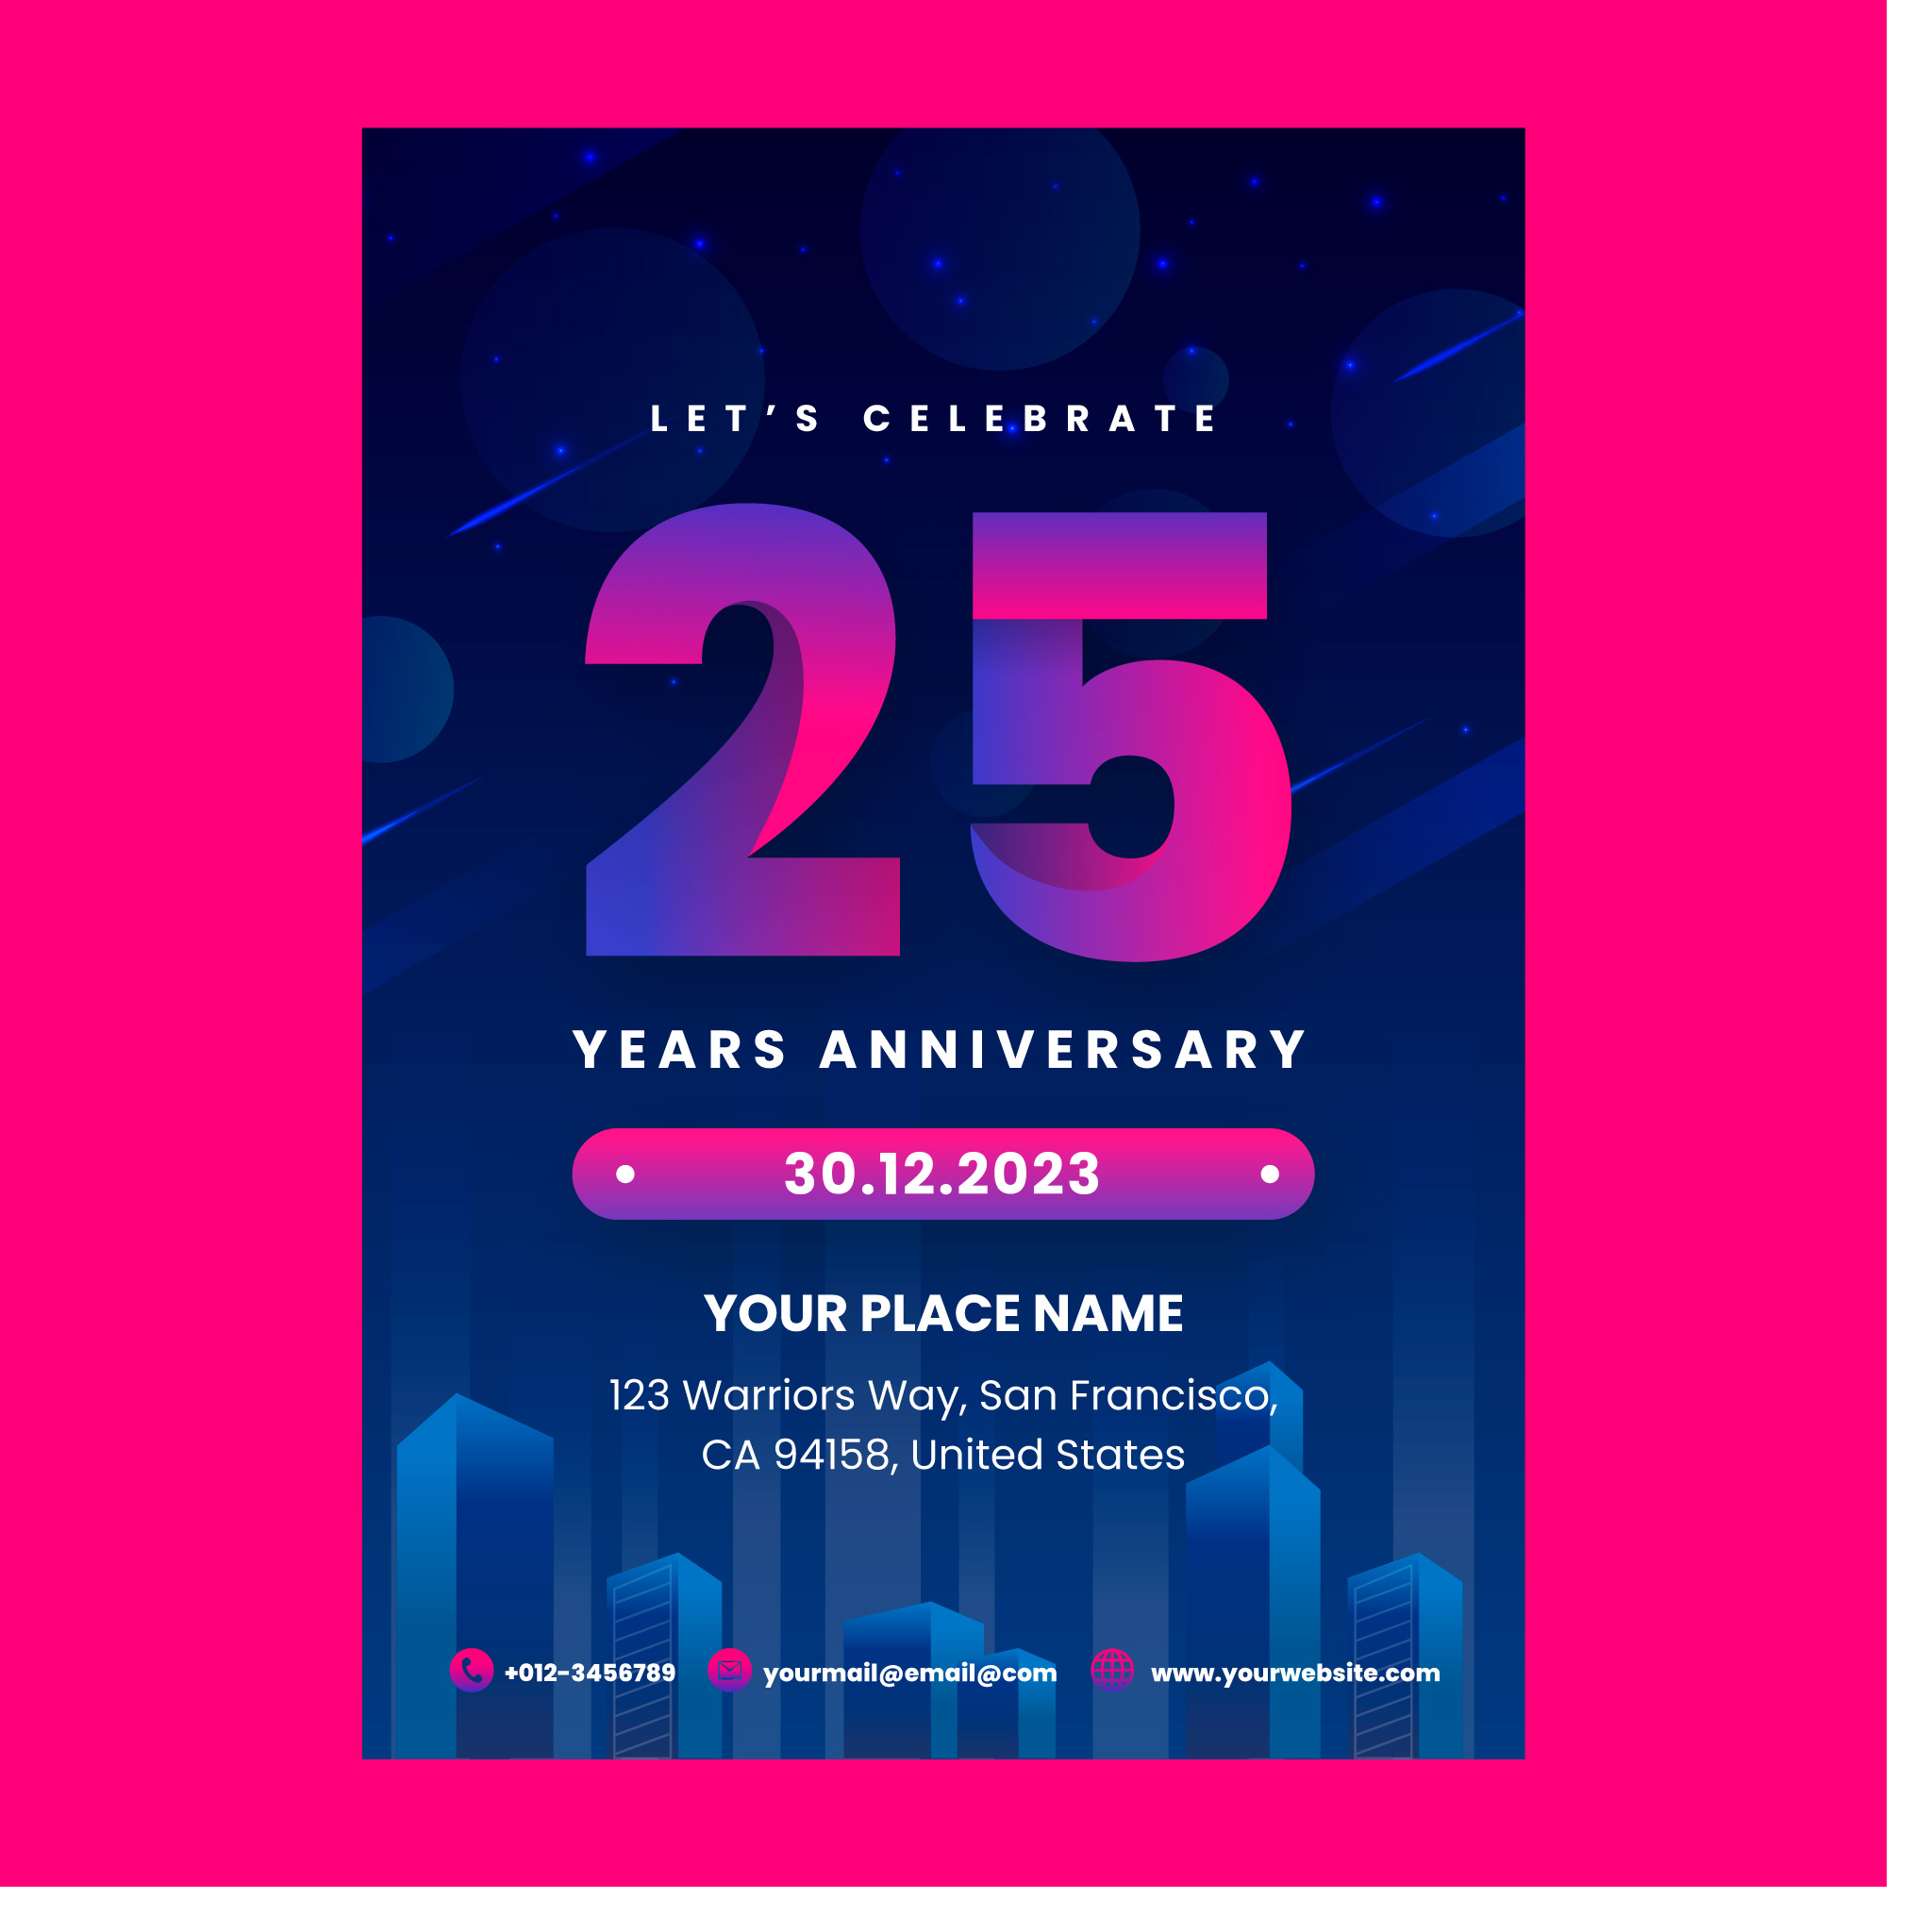 LET’S CELEBRATE
25
YEARS ANNIVERSARY
30.12.2023
YOUR PLACE NAME
123 Warriors Way, San Francisco,
CA 94158, United States
+012-3456789 yourmail@email@com www.yourwebsite.com